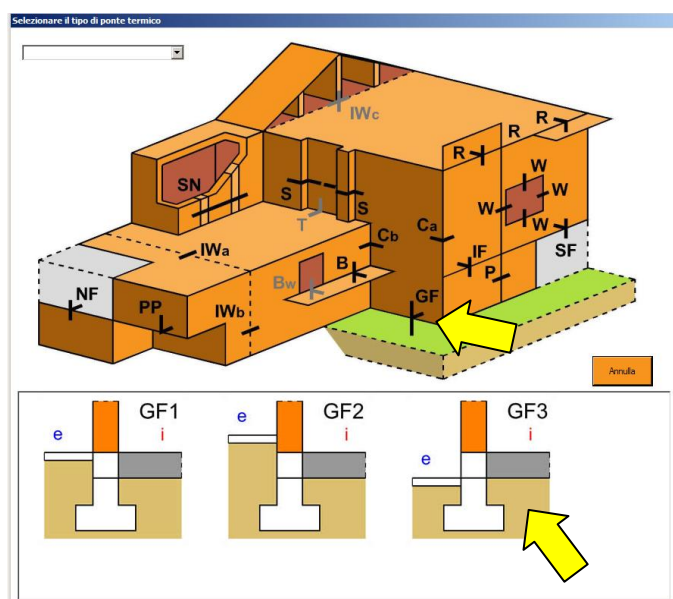 Selezionare il tipo di ponte termico
IWc
R
R
R
SN
S
S
T
W
W
W
W
IWa
Cb
Ca
IF
SF
Bw
B
P
NF
PP
IWb
GF
Annulla
GF1
e
i
GF2
e
i
GF3
e
i